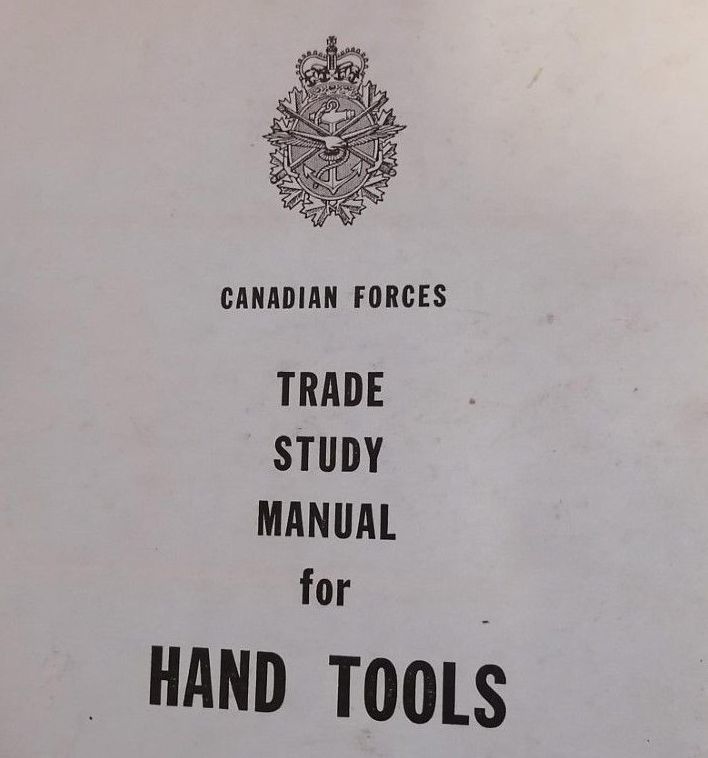 CANADIAN FORCES
TRADE
STUDY
MANUAL
for
HAND TOOLS